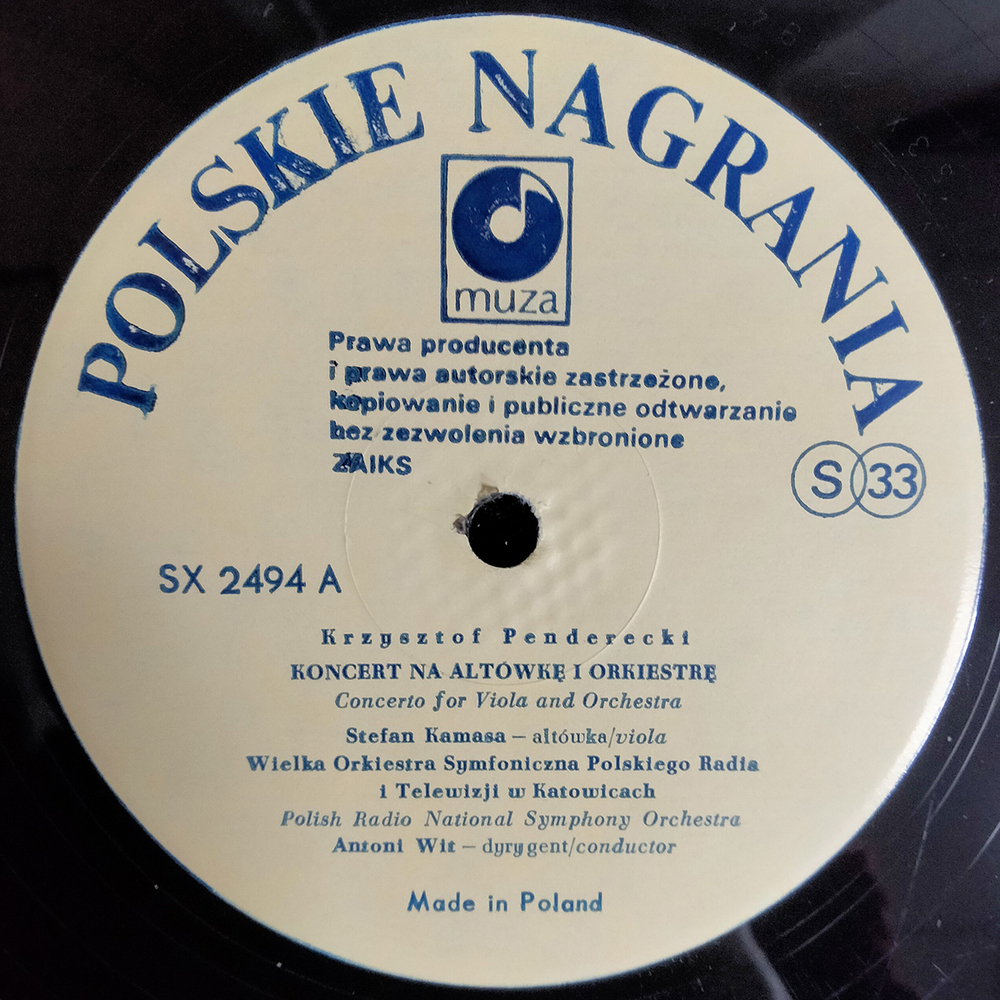 POLSKIE NAGRANIA
muza
Prawa producenta
i prawa autorskie zastrzeżone,
kopiowanie i publiczne odtwarzanie
bez zezwolenia wzbronione
ZAIKS
S 33
SX 2494 A
Krzysztof Penderecki
KONCERT NA ALTÓWKĘ I ORKIESTRĘ
Concerto for Viola and Orchestra
Stefan Kamasa – altówka/viola
Wielka Orkiestra Symfoniczna Polskiego Radia
i Telewizji w Katowicach
Polish Radio National Symphony Orchestra
Antoni Wit – dyrygent/conductor
Made in Poland